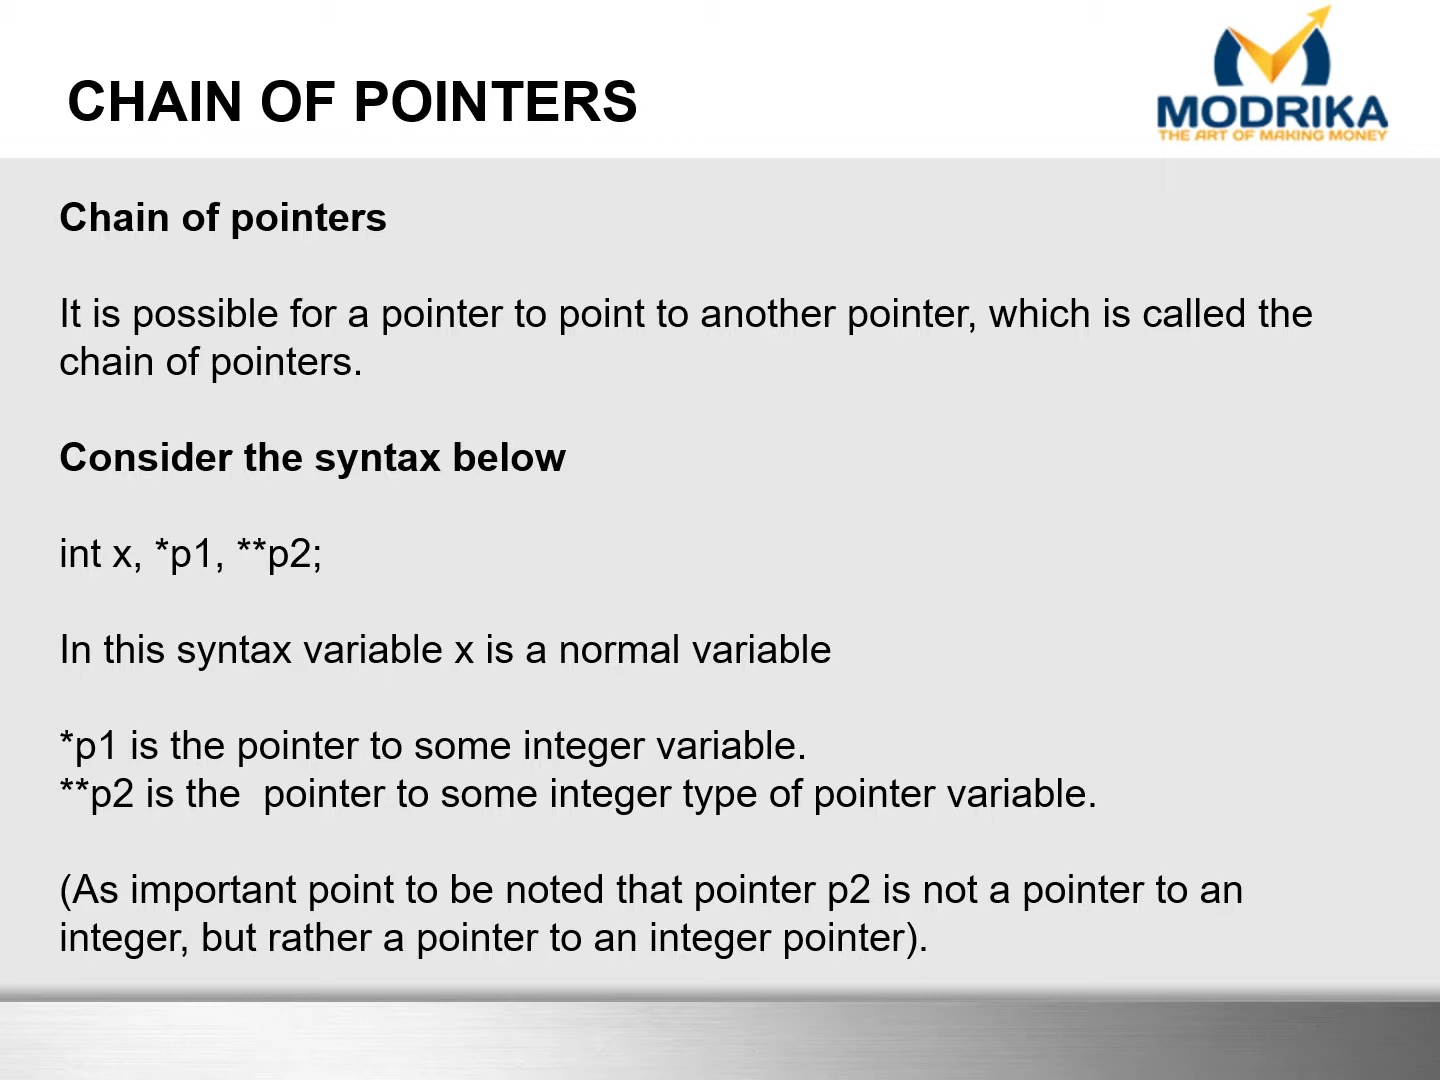 CHAIN OF POINTERS
MODRIKA
THE ART OF MAKING MONEY
Chain of pointers
It is possible for a pointer to point to another pointer, which is called the
chain of pointers.
Consider the syntax below
int x, *p1, **p2;
In this syntax variable x is a normal variable
*p1 is the pointer to some integer variable.
**p2 is the  pointer to some integer type of pointer variable.
(As important point to be noted that pointer p2 is not a pointer to an
integer, but rather a pointer to an integer pointer).